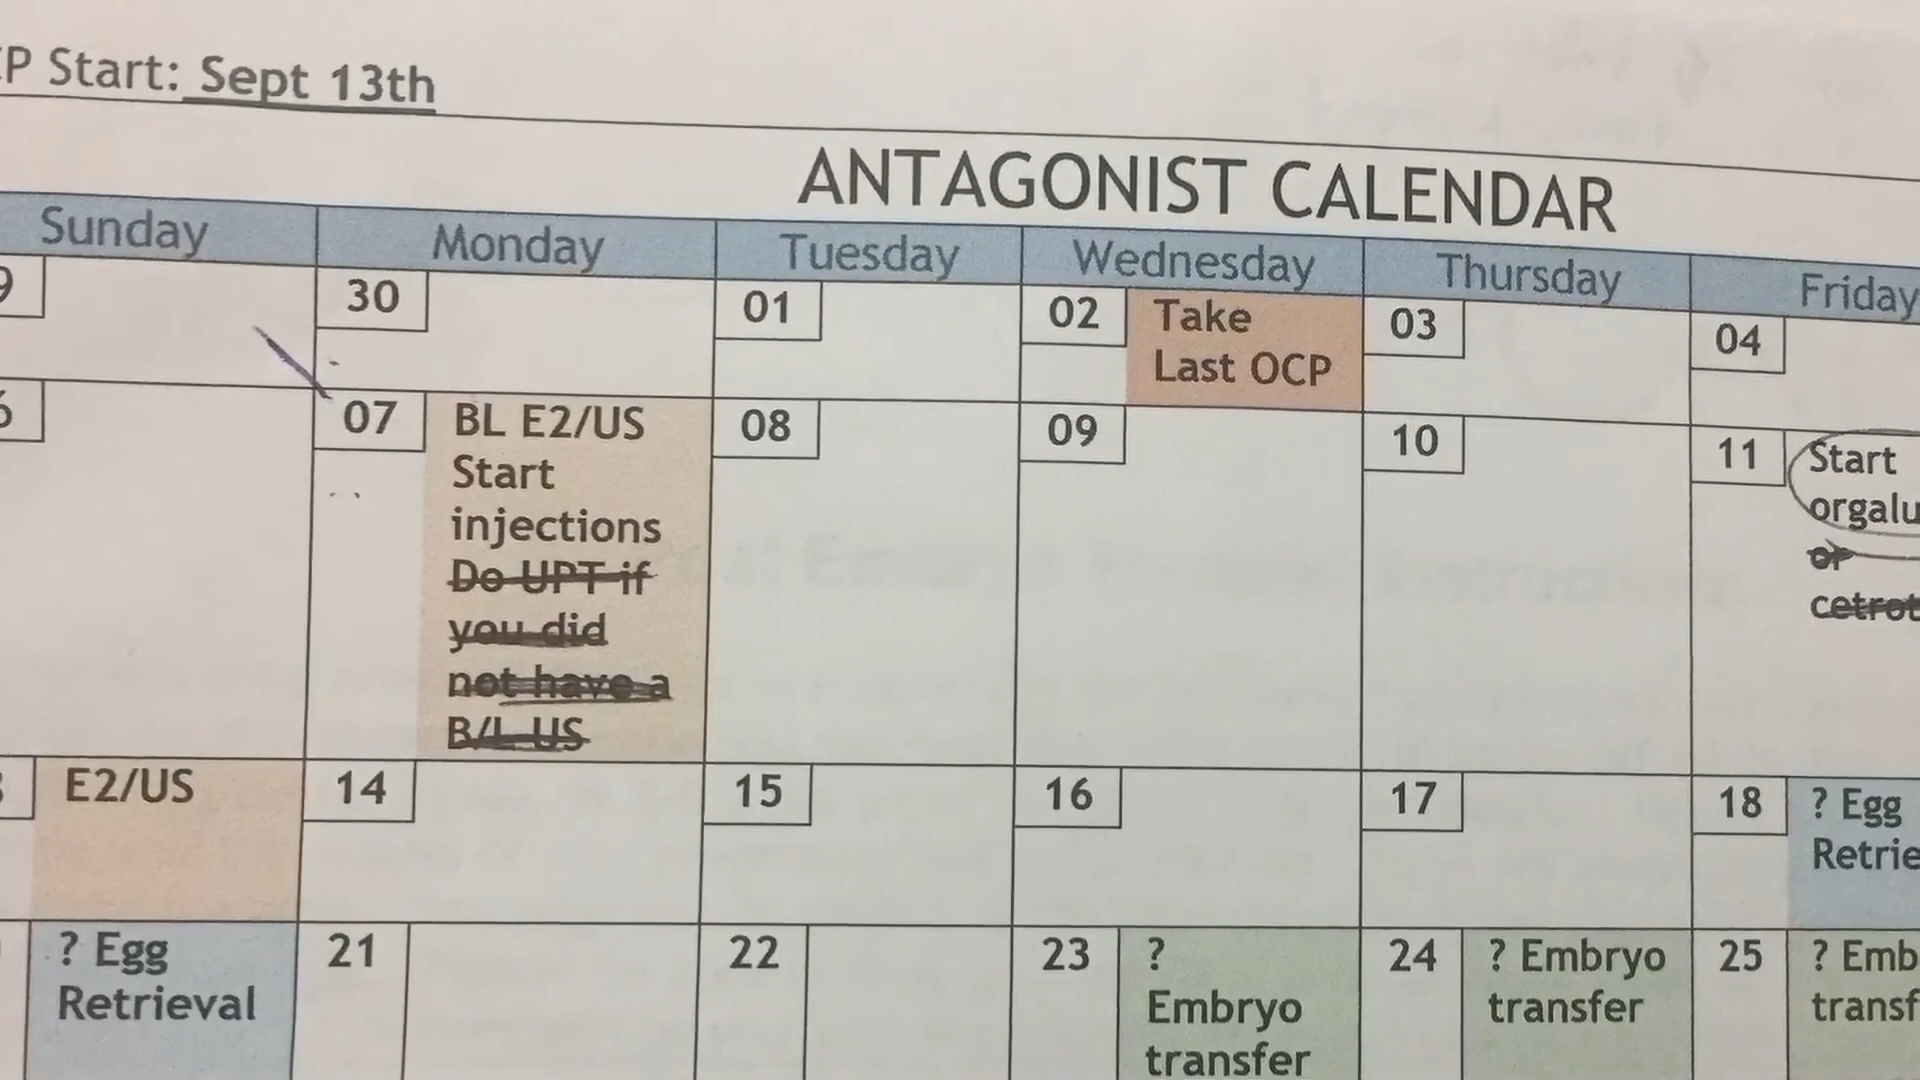 P Start: Sept 13th
ANTAGONIST CALENDAR
Sunday Monday Tuesday Wednesday Thursday Friday
9 30 01 02 Take Last OCP 03 04
6 07 BL E2/US
Start
injections
Do UPT if
you did
not have a
B/L US
08 09 10 11 Start
orgalu
or
cetrot
E2/US 14 15 16 17 18 ? Egg
Retrie
? Egg
Retrieval
21 22 23 ?
Embryo
transfer
24 ? Embryo
transfer
25 ? Emb
transf